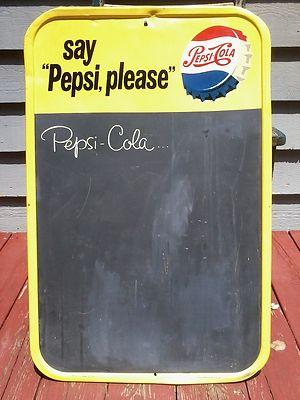 say
"Pepsi, please"
PEPSI-COLA
Pepsi-Cola...